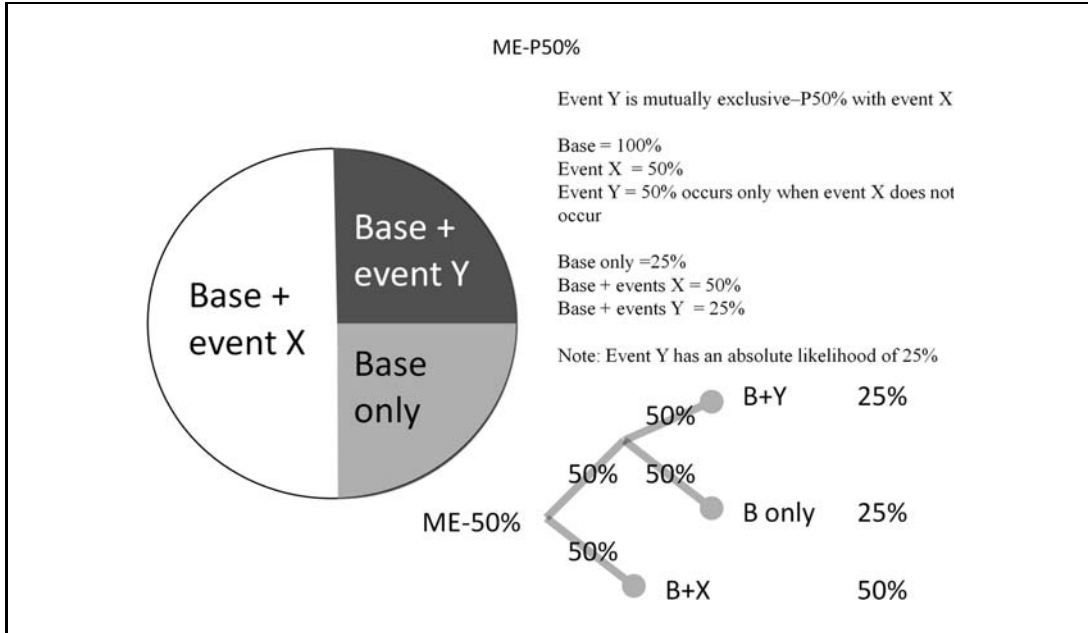 ME-P50%
Event Y is mutually exclusive–P50% with event X
Base = 100%
Event X  = 50%
Event Y = 50% occurs only when event X does not
occur
Base only =25%
Base + events X = 50%
Base + events Y  = 25%
Note: Event Y has an absolute likelihood of 25%
Base +
event X
Base +
event Y
Base
only
ME-50%
50%
50%
50%
50%
B+Y 25%
B only 25%
B+X 50%